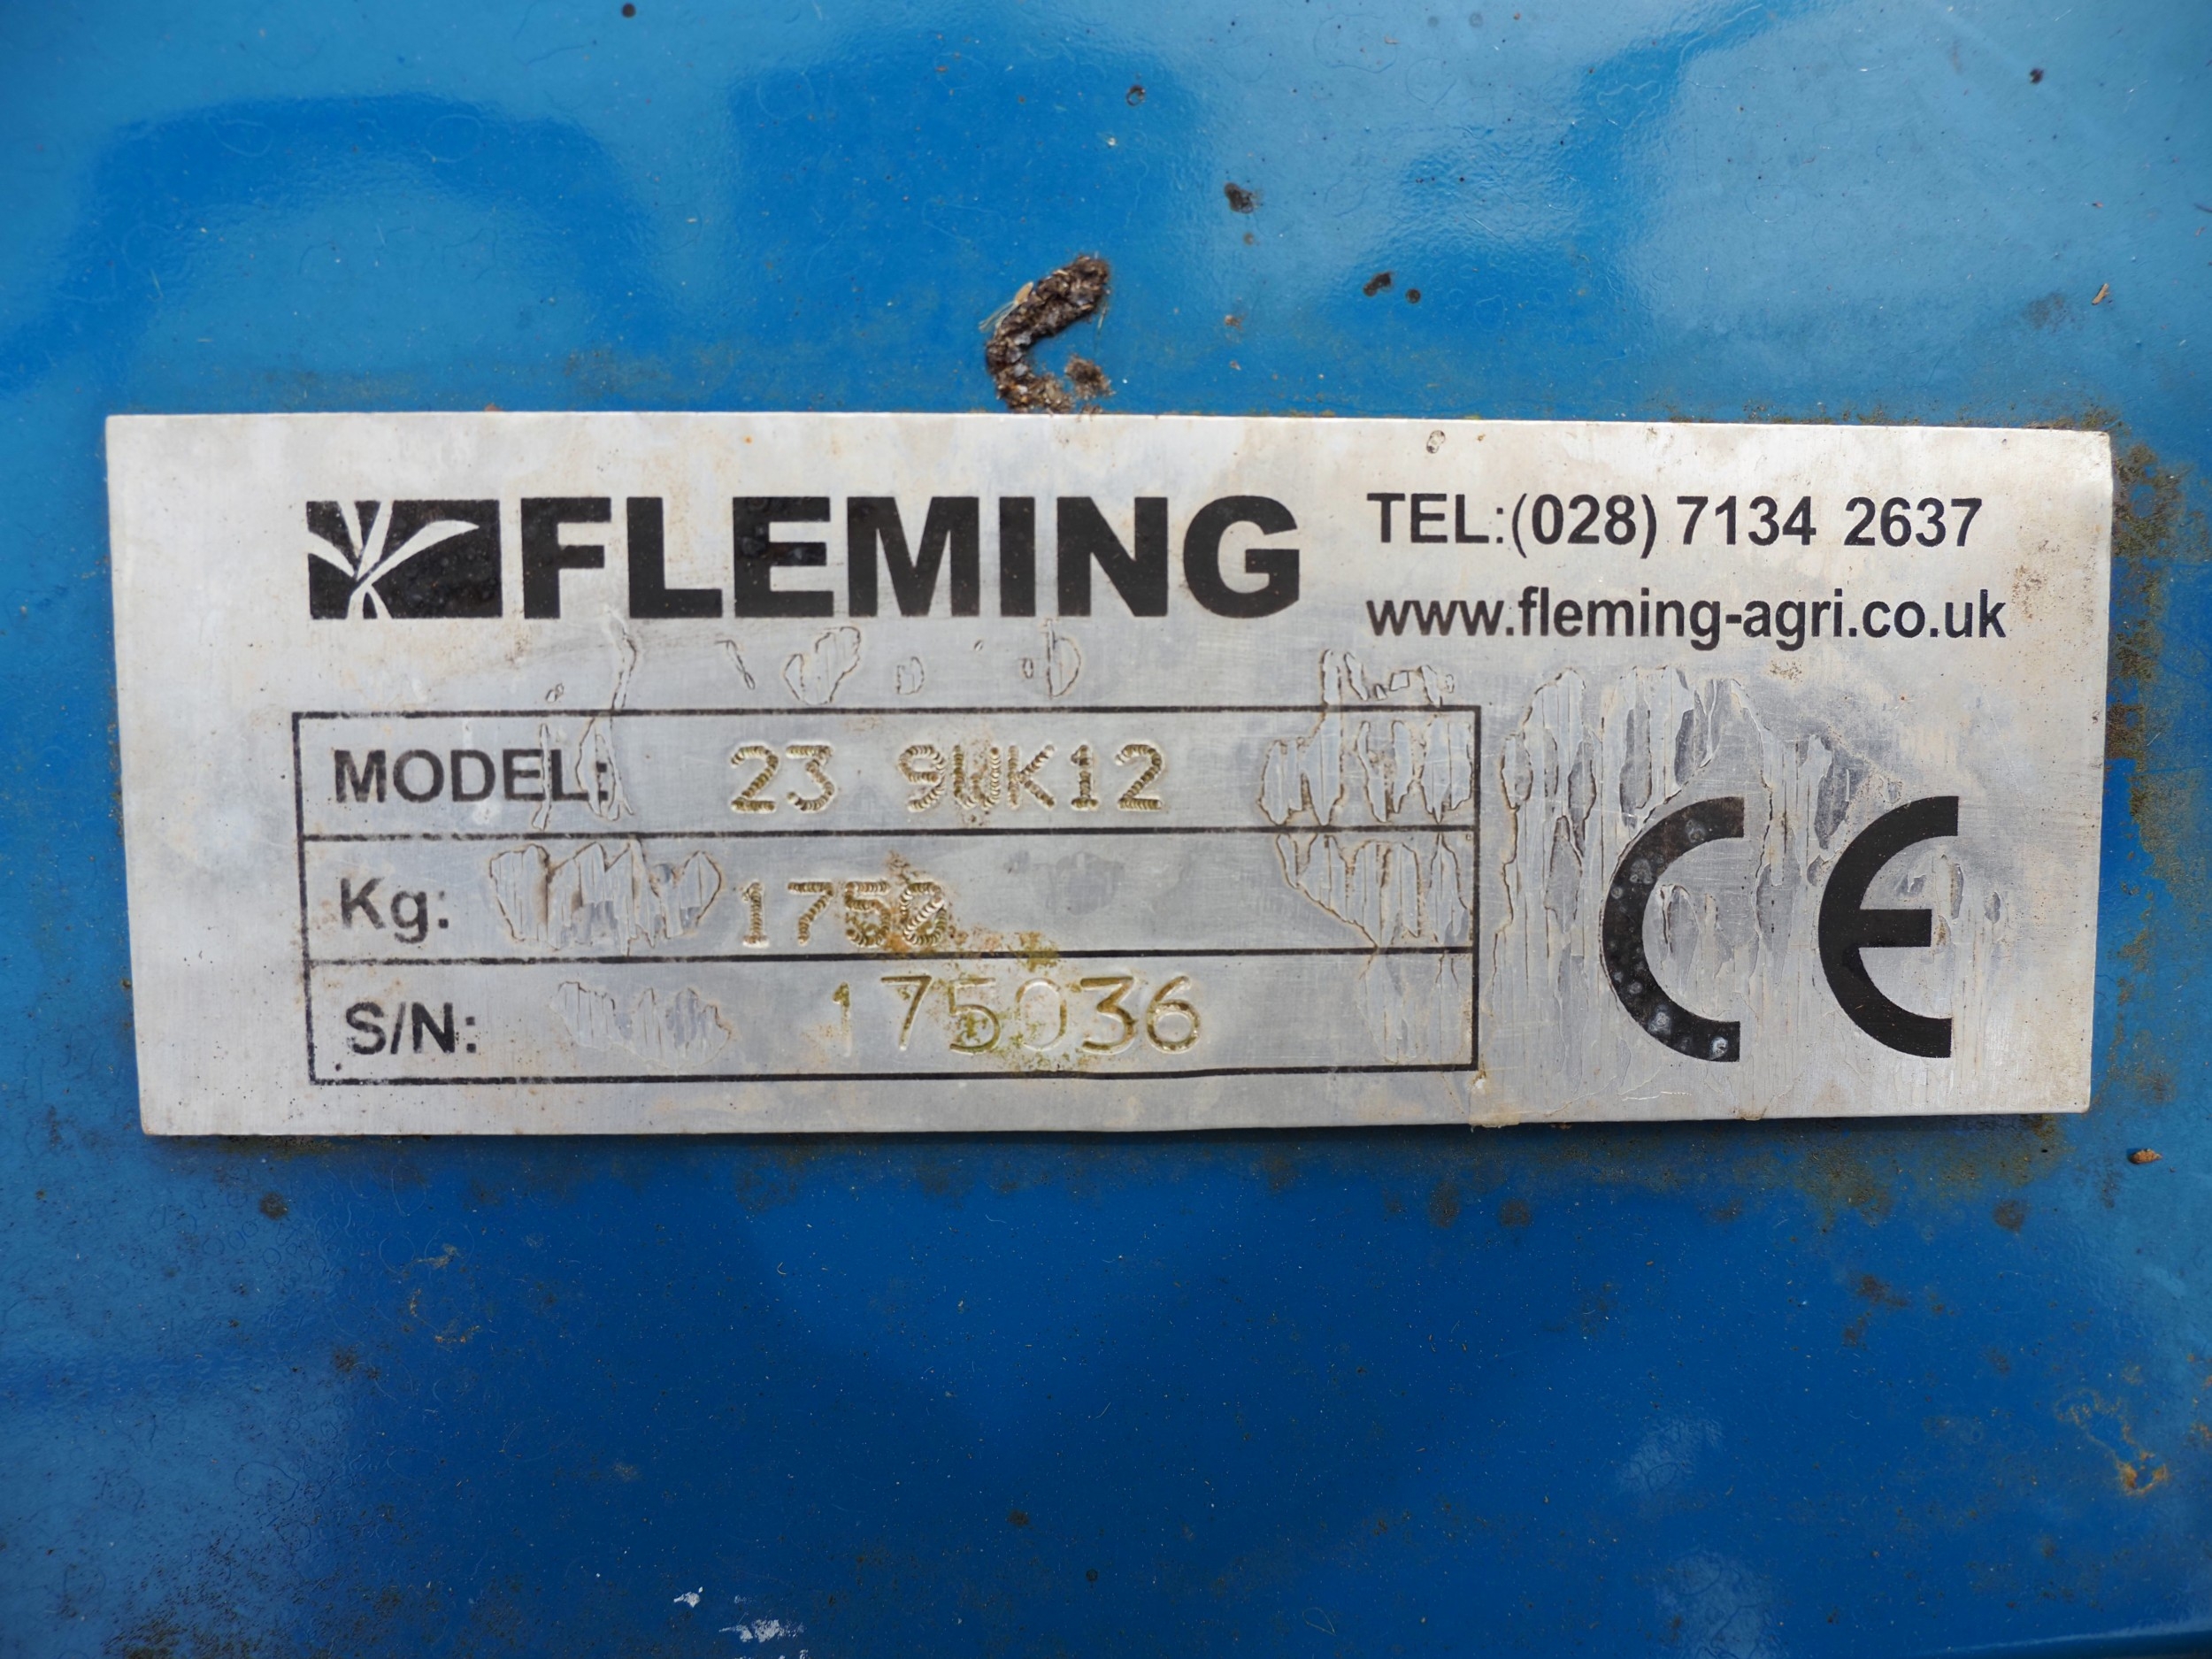 FLEMING
TEL:(028) 7134 2637
www.fleming-agri.co.uk
MODEL: 23 9WK12
Kg: 1750
S/N: 175036
CE